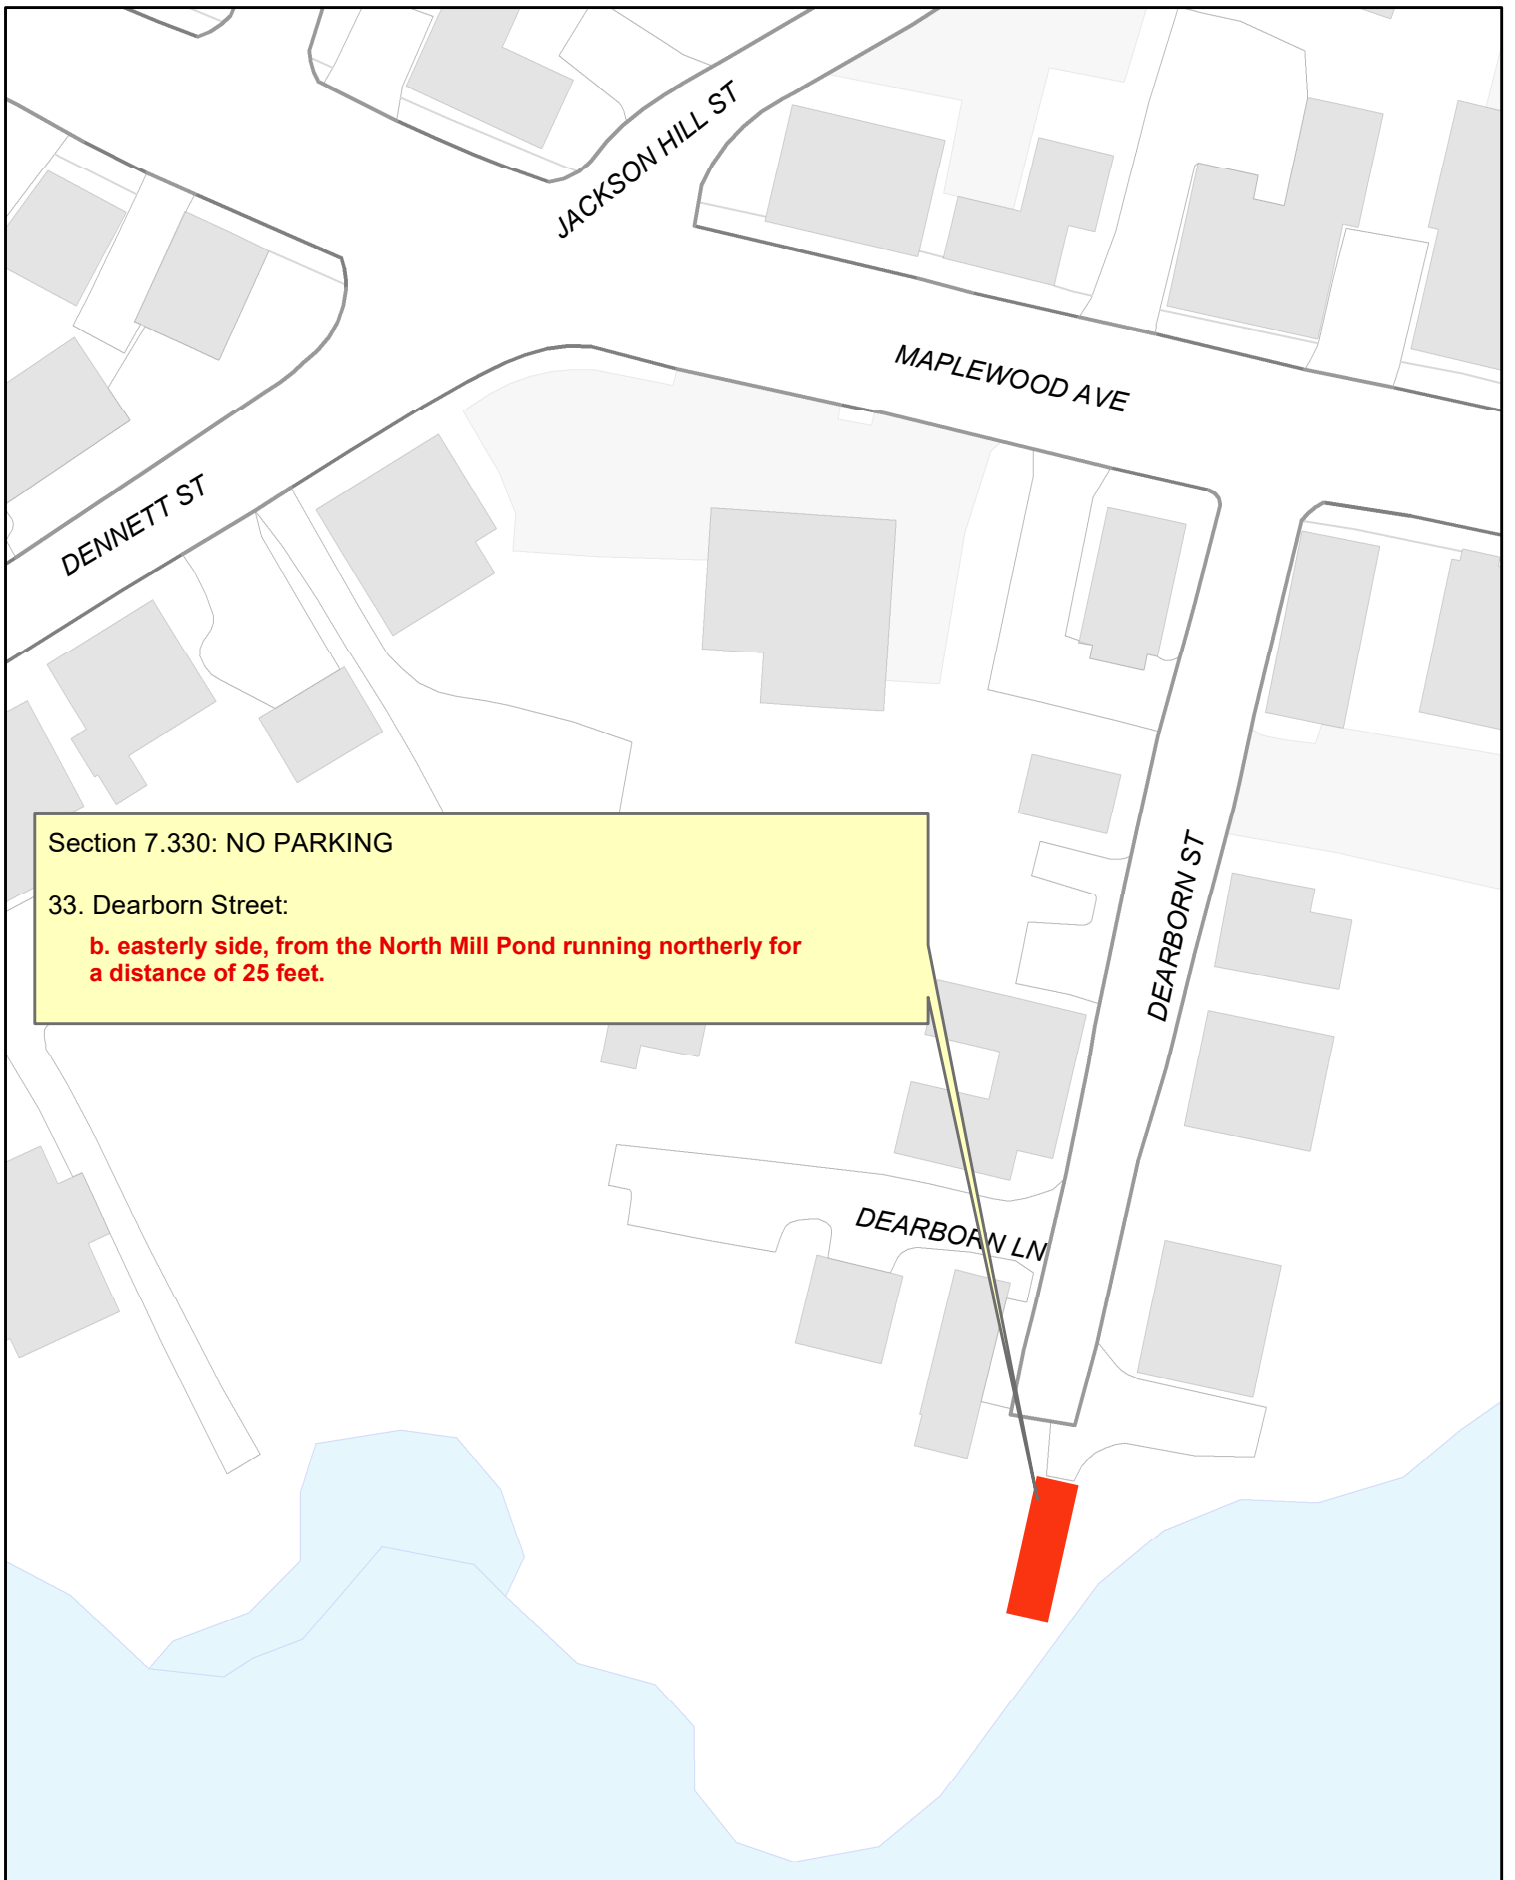 JACKSON HILL ST
MAPLEWOOD AVE
DENNETT ST
Section 7.330: NO PARKING
33. Dearborn Street:
b. easterly side, from the North Mill Pond running northerly for
a distance of 25 feet.
DEARBORN ST
DEARBORN LN